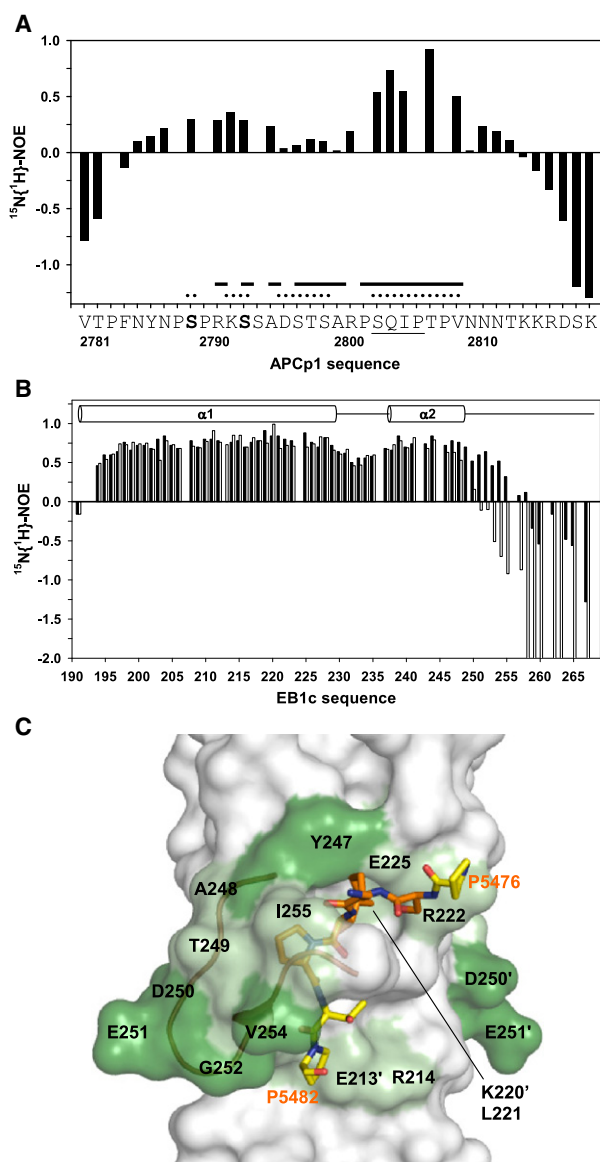 A
1.0
0.5
0.0
-0.5
-1.0
¹⁵N{¹H}-NOE
VTPFNYNPSPRKSSADSTSARPSQIPTPVNNNTKKRDSK
2781 2790 2800 2810
APCp1 sequence
B
α1 α2
1.0
0.5
0.0
-0.5
-1.0
-1.5
-2.0
¹⁵N{¹H}-NOE
190 195 200 205 210 215 220 225 230 235 240 245 250 255 260 265
EB1c sequence
C
Y247
E225
P5476
A248
I255
R222
T249
D250
D250'
E251
V254
E251'
G252
E213'
R214
P5482
K220'
L221